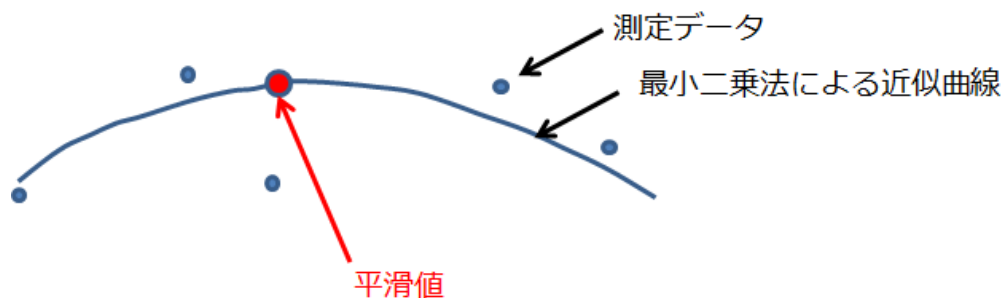 測定データ
最小二乗法による近似曲線
平滑値